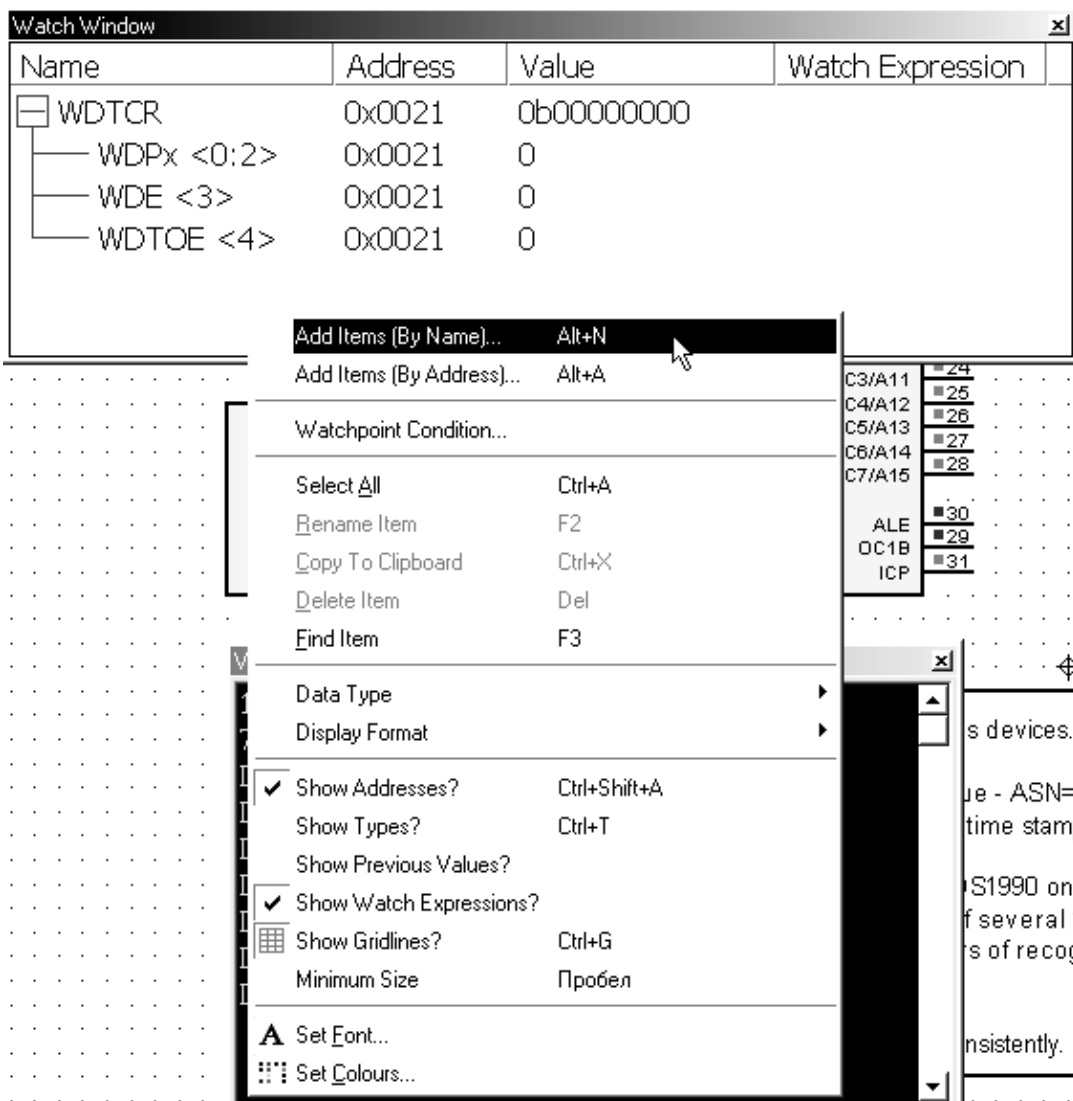 Watch Window
Name Address Value Watch Expression
WDTCR 0x0021 0b00000000
WDPx <0:2> 0x0021 0
WDE <3> 0x0021 0
WDTOE <4> 0x0021 0
Add Items (By Name)... Alt+N
Add Items (By Address)... Alt+A
Watchpoint Condition...
Select All Ctrl+A
Rename Item F2
Copy To Clipboard Ctrl+X
Delete Item Del
Find Item F3
Data Type
Display Format
Show Addresses? Ctrl+Shift+A
Show Types? Ctrl+T
Show Previous Values?
Show Watch Expressions?
Show Gridlines? Ctrl+G
Minimum Size Пробел
Set Font...
Set Colours...
C3/A11 24
C4/A12 25
C5/A13 26
C6/A14 27
C7/A15 28
ALE 30
OC1B 29
ICP 31
s devices.
ue - ASN=
time stam
S1990 on
f several
s of recog
nsistently.